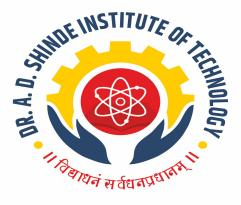 DR. A. D. SHINDE INSTITUTE OF TECHNOLOGY
॥ विद्याधनं सर्वधनप्रधानम् ॥